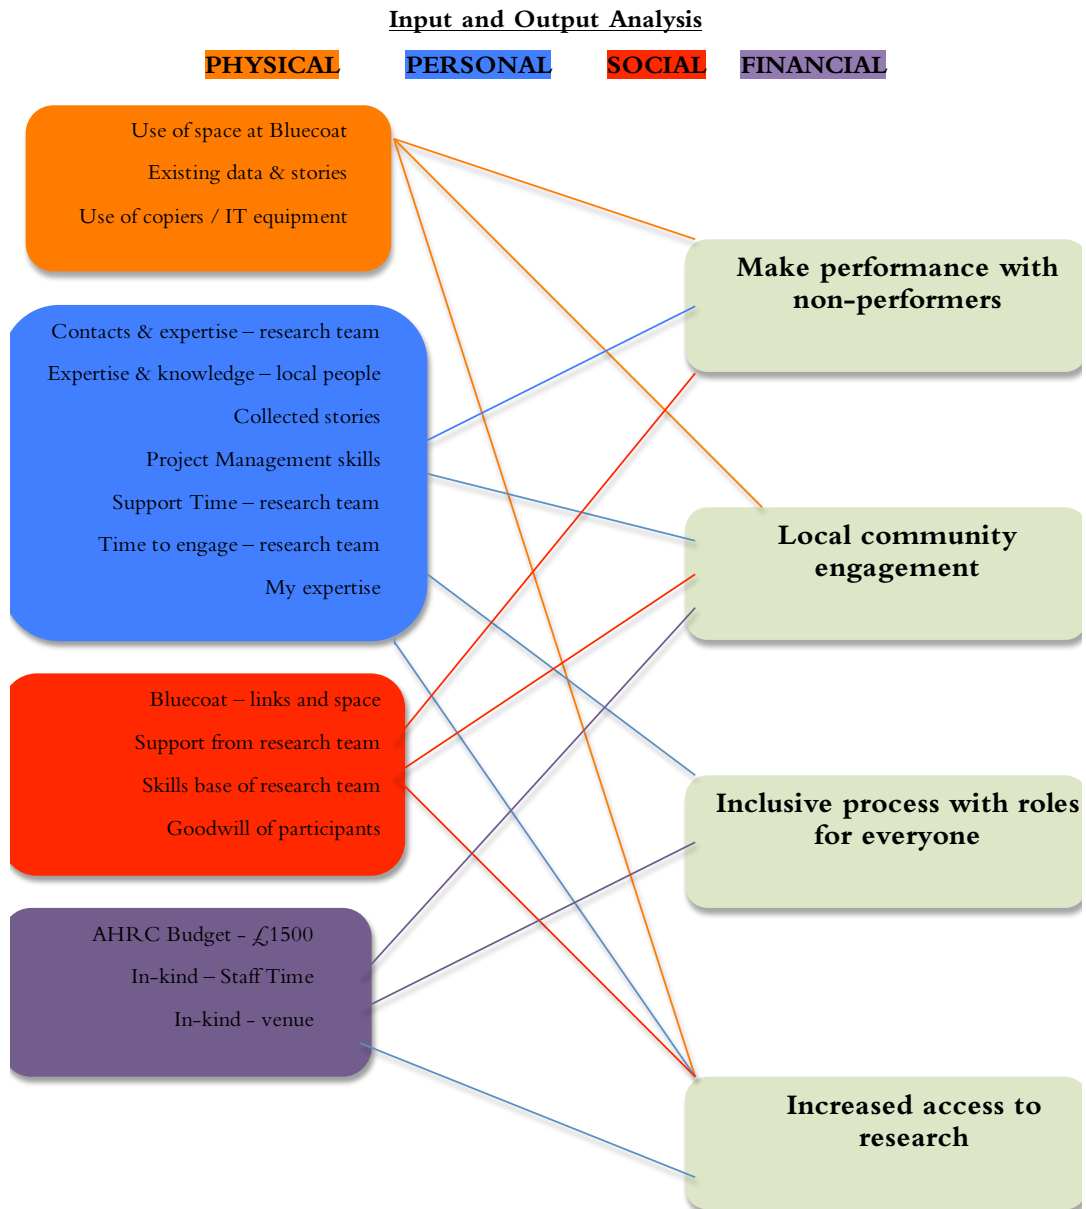 Input and Output Analysis
PHYSICAL PERSONAL SOCIAL FINANCIAL
Use of space at Bluecoat
Existing data & stories
Use of copiers / IT equipment
Contacts & expertise – research team
Expertise & knowledge – local people
Collected stories
Project Management skills
Support Time – research team
Time to engage – research team
My expertise
Bluecoat – links and space
Support from research team
Skills base of research team
Goodwill of participants
AHRC Budget - £1500
In-kind – Staff Time
In-kind - venue
Make performance with
non-performers
Local community
engagement
Inclusive process with roles
for everyone
Increased access to
research